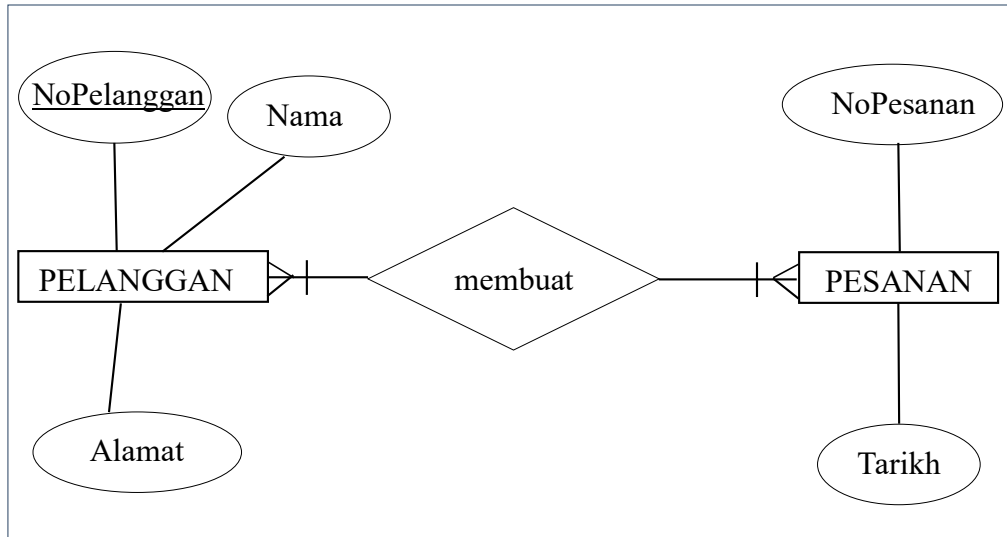 NoPelanggan
Nama
NoPesanan
PELANGGAN
membuat
PESANAN
Alamat
Tarikh